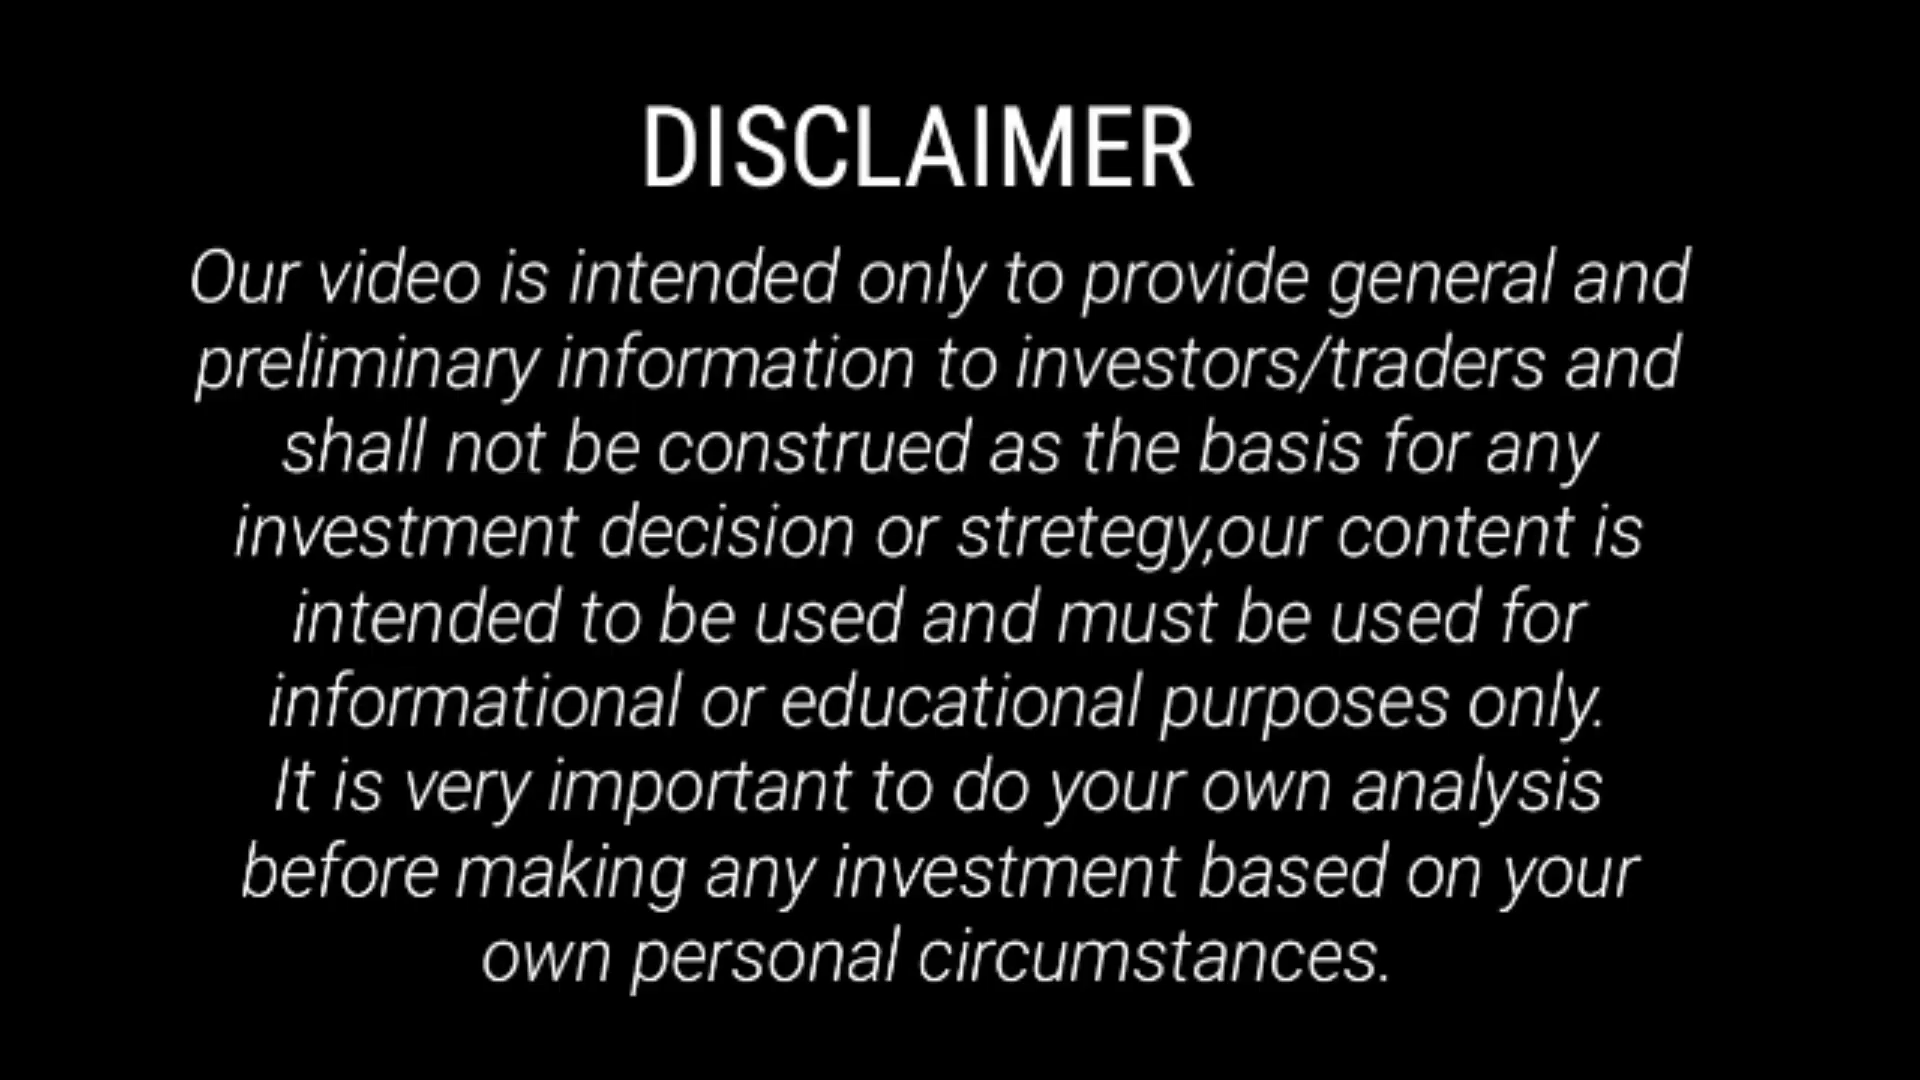 DISCLAIMER
Our video is intended only to provide general and
preliminary information to investors/traders and
shall not be construed as the basis for any
investment decision or stretegy,our content is
intended to be used and must be used for
informational or educational purposes only.
It is very important to do your own analysis
before making any investment based on your
own personal circumstances.